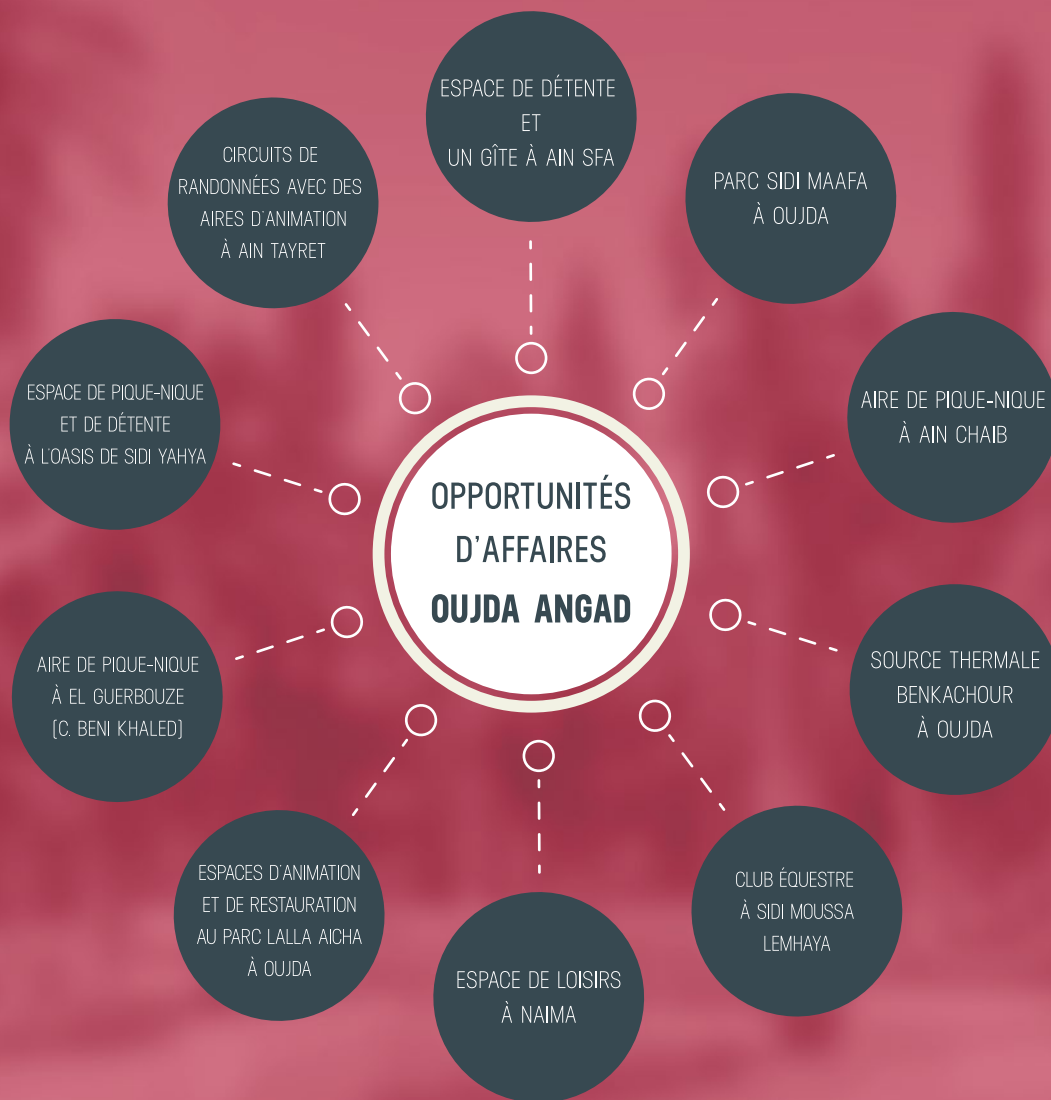 ESPACE DE DÉTENTE
ET
UN GÎTE À AIN SFA
PARC SIDI MAAFA
À OUJDA
AIRE DE PIQUE-NIQUE
À AIN CHAIB
SOURCE THERMALE
BENKACHOUR
À OUJDA
CLUB ÉQUESTRE
À SIDI MOUSSA
LEMHAYA
ESPACE DE LOISIRS
À NAIMA
ESPACES D'ANIMATION
ET DE RESTAURATION
AU PARC LALLA AICHA
À OUJDA
AIRE DE PIQUE-NIQUE
À EL GUERBOUZE
(C. BENI KHALED)
ESPACE DE PIQUE-NIQUE
ET DE DÉTENTE
À L'OASIS DE SIDI YAHYA
CIRCUITS DE
RANDONNÉES AVEC DES
AIRES D'ANIMATION
À AIN TAYRET
OPPORTUNITÉS
D'AFFAIRES
OUJDA ANGAD